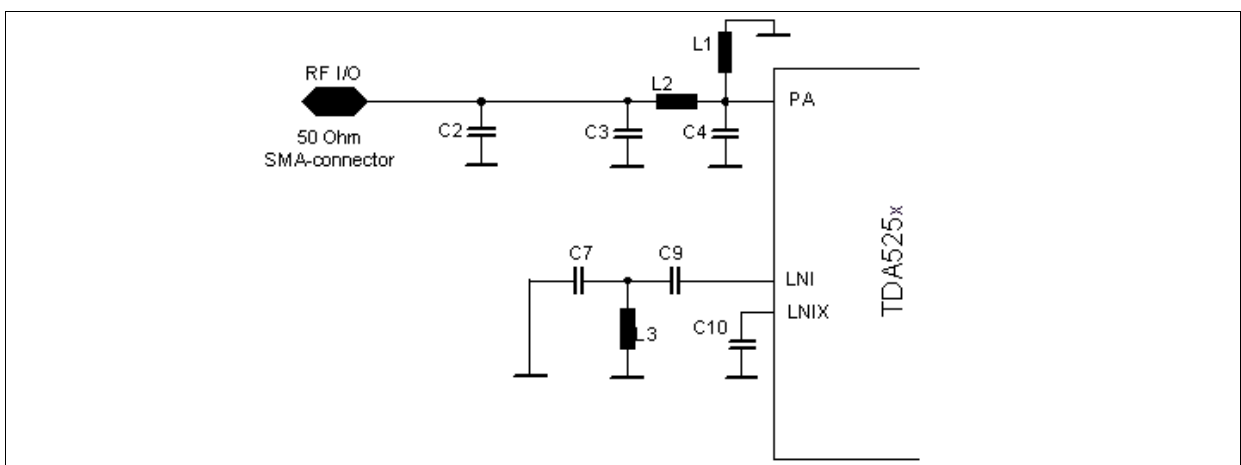 L1
RF I/O
L2
PA
C2
C3
C4
50 Ohm
SMA-connector
TDA525x
C7
C9
LNI
LNIX
C10
L3